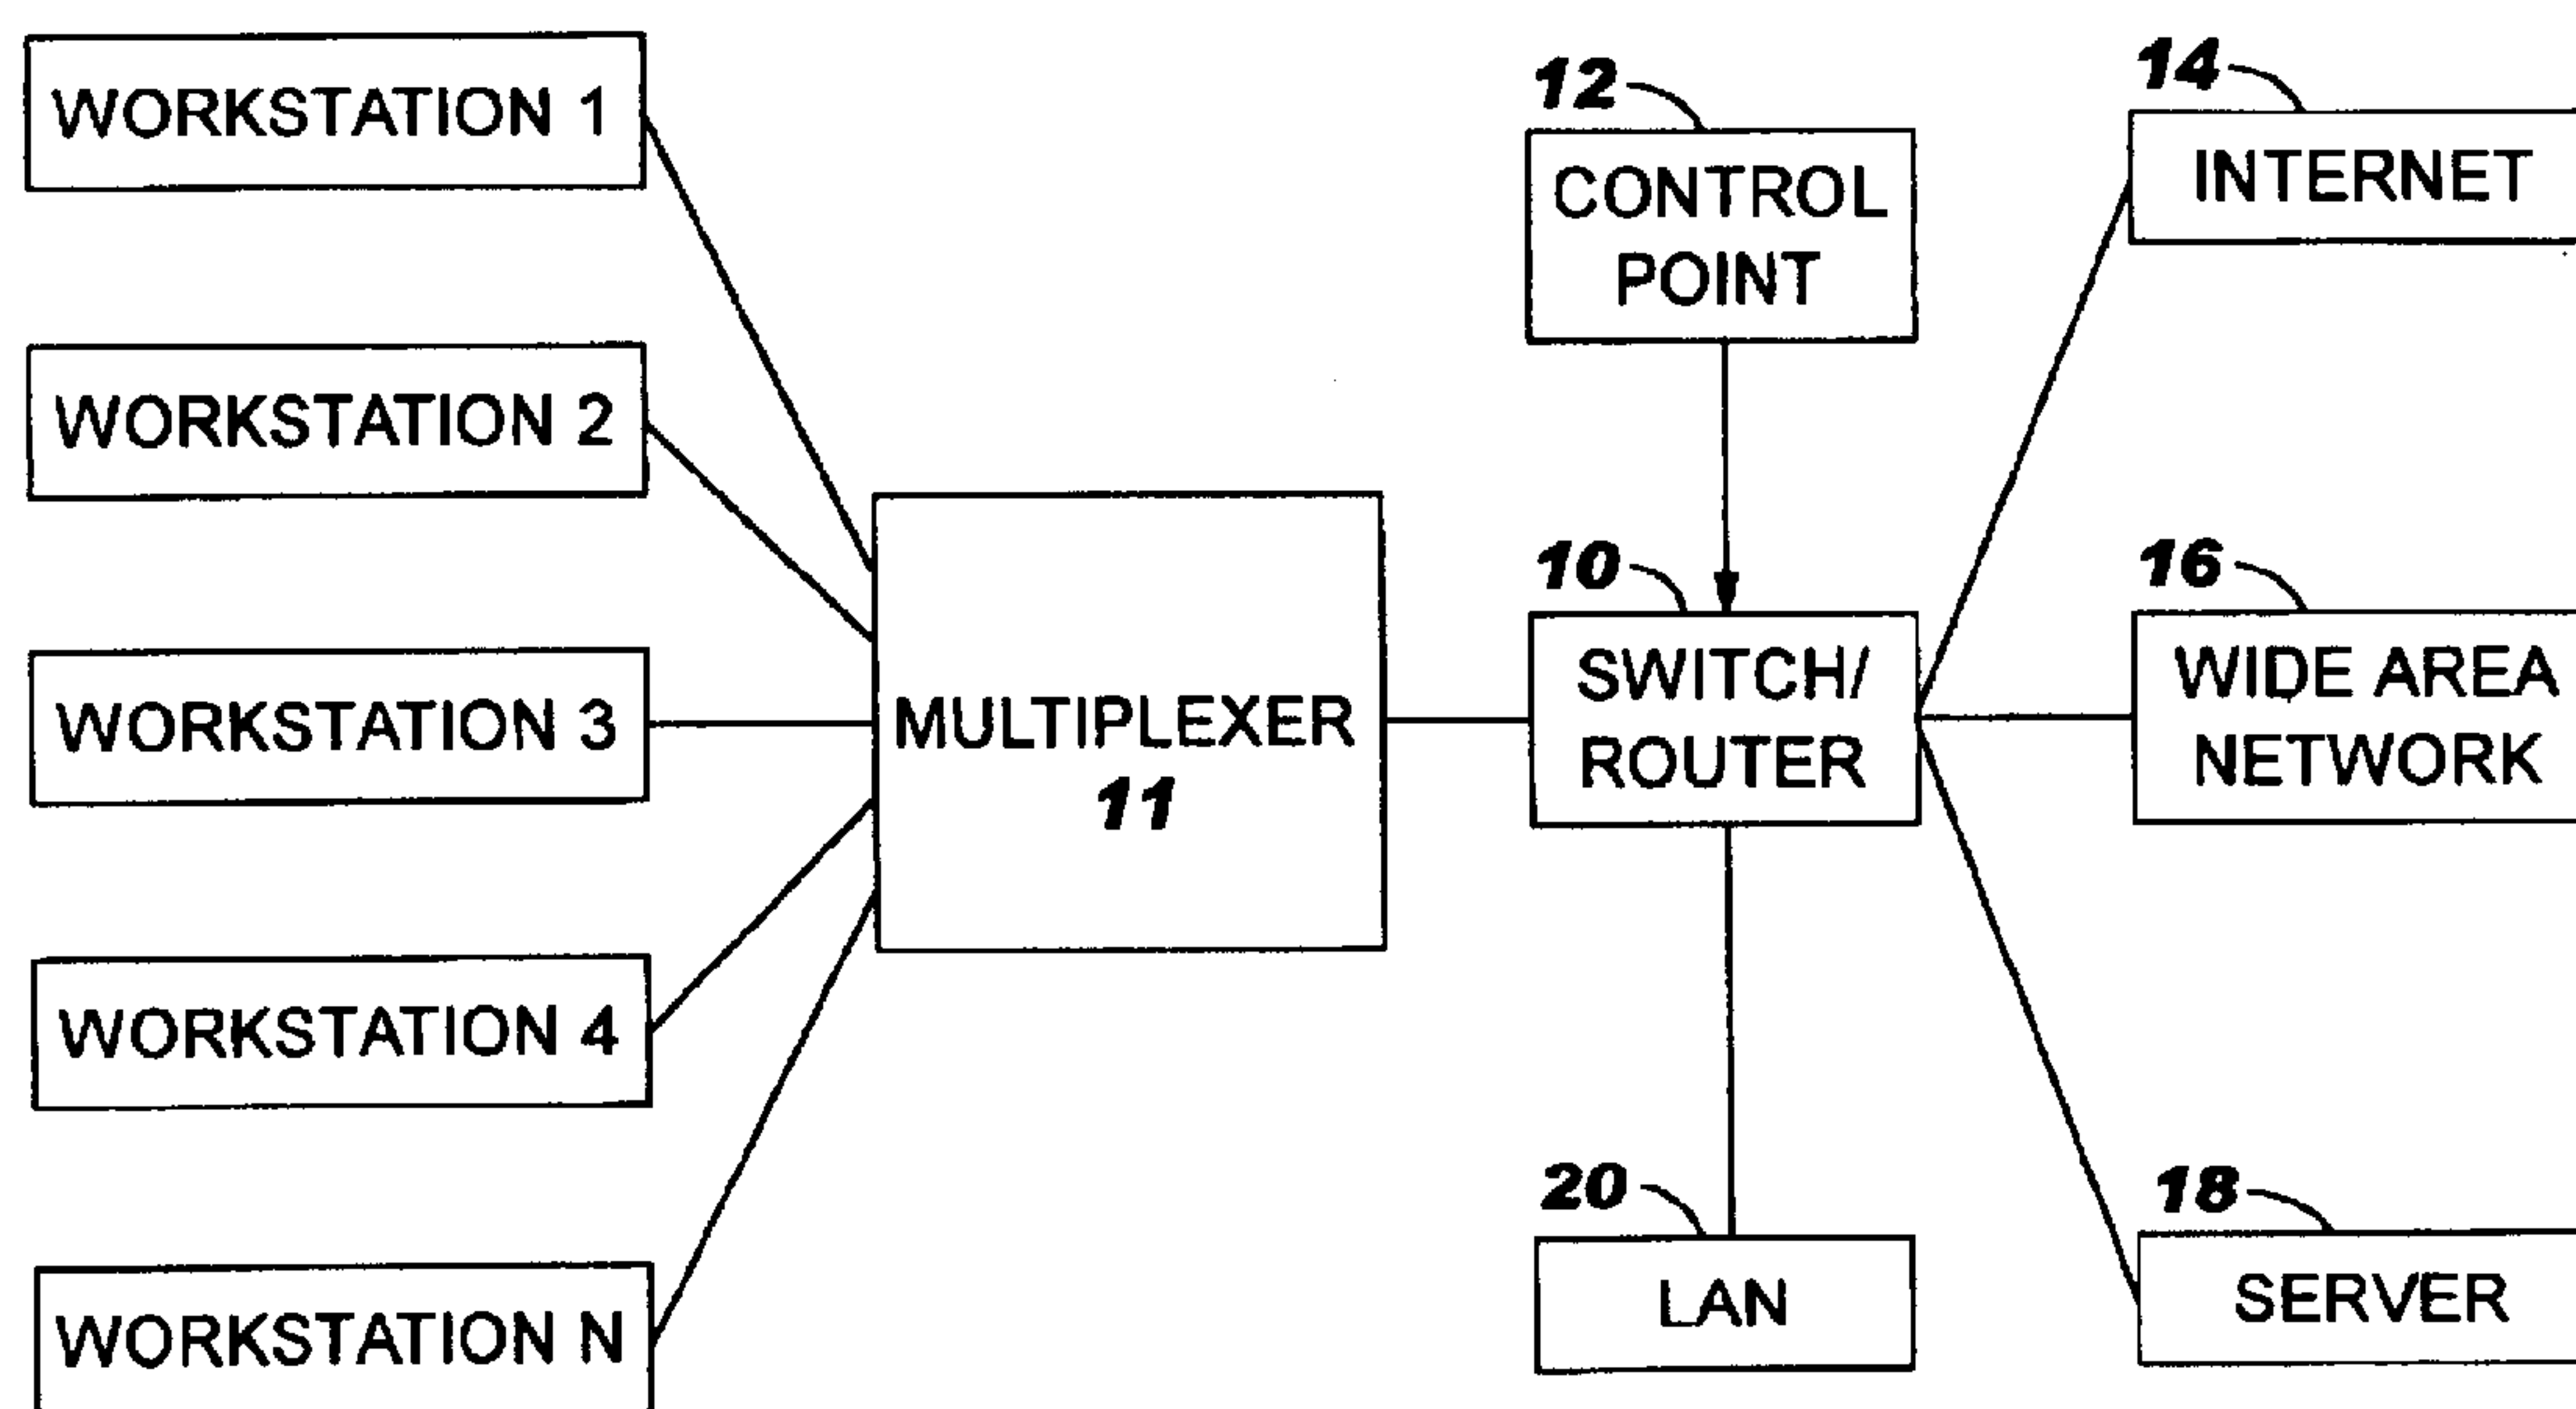 WORKSTATION 1
WORKSTATION 2
WORKSTATION 3
WORKSTATION 4
WORKSTATION N
MULTIPLEXER
11
12
CONTROL
POINT
10
SWITCH/
ROUTER
20
LAN
14
INTERNET
16
WIDE AREA
NETWORK
18
SERVER